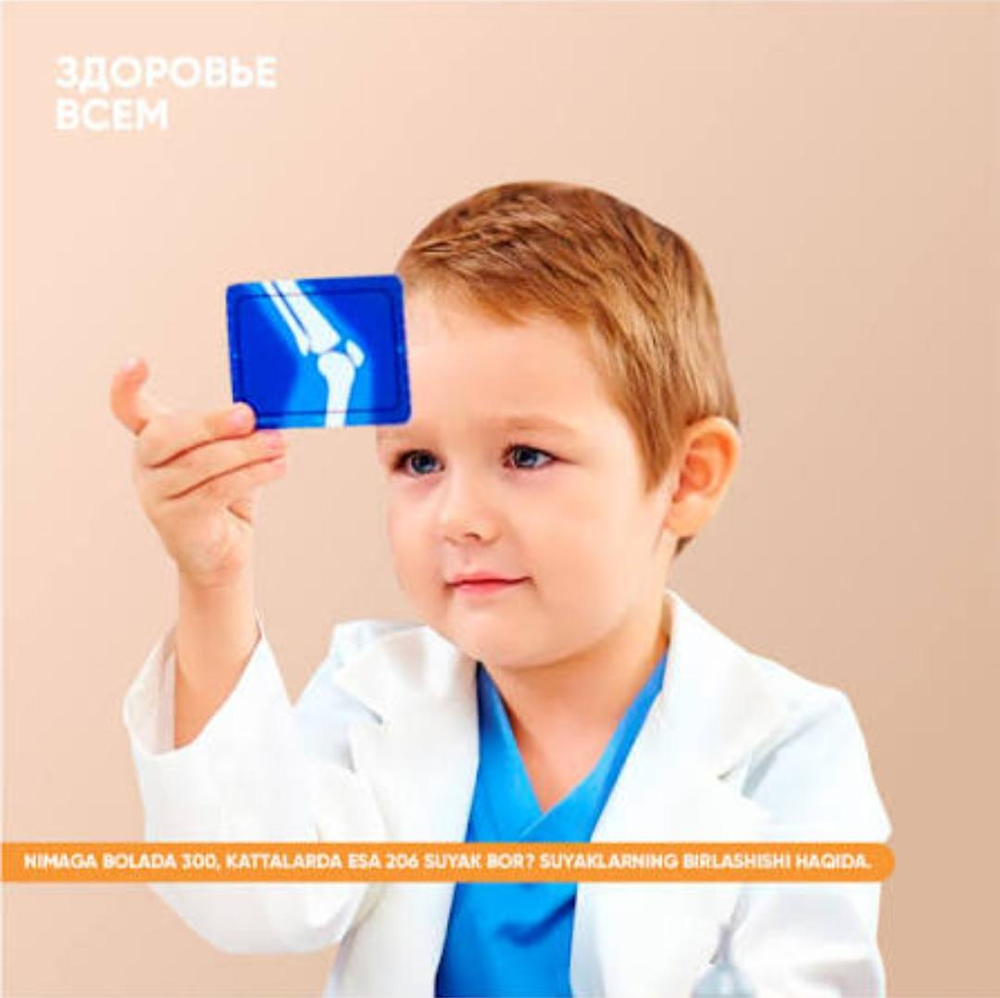 ЗДОРОВЬЕ
ВСЕМ
NIMAGA BOLADA 300, KATTALARDA ESA 206 SUYAK BOR? SUYAKLARNING BIRLASHISHI HAQIDA.